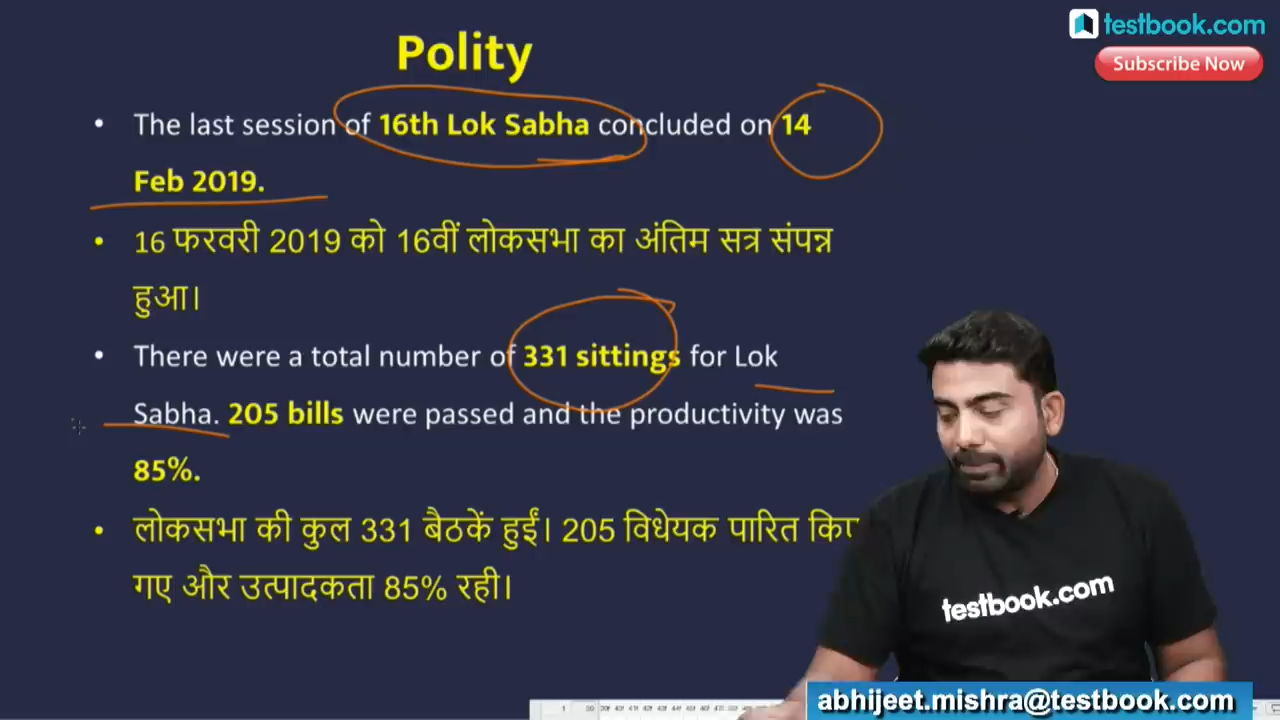 testbook.com
Subscribe Now
Polity
• The last session of 16th Lok Sabha concluded on 14
Feb 2019.
• 16 फरवरी 2019 को 16वीं लोकसभा का अंतिम सत्र संपन्न
हुआ।
• There were a total number of 331 sittings for Lok
Sabha. 205 bills were passed and the productivity was
85%.
• लोकसभा की कुल 331 बैठकें हुईं। 205 विधेयक पारित
गए और उत्पादकता 85% रही।
testbook.com
abhijeet.mishra@testbook.com